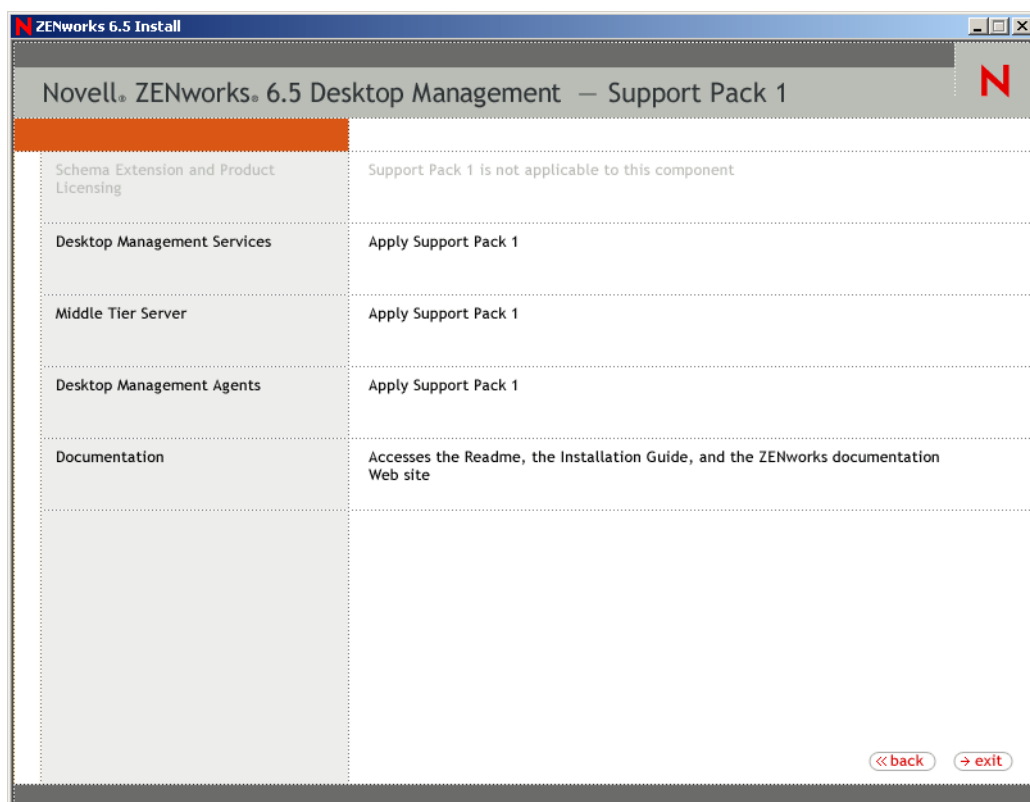 ZENworks 6.5 Install
Novell® ZENworks® 6.5 Desktop Management — Support Pack 1
N
Schema Extension and Product
Licensing
Support Pack 1 is not applicable to this component
Desktop Management Services
Apply Support Pack 1
Middle Tier Server
Apply Support Pack 1
Desktop Management Agents
Apply Support Pack 1
Documentation
Accesses the Readme, the Installation Guide, and the ZENworks documentation
Web site
« back
→ exit